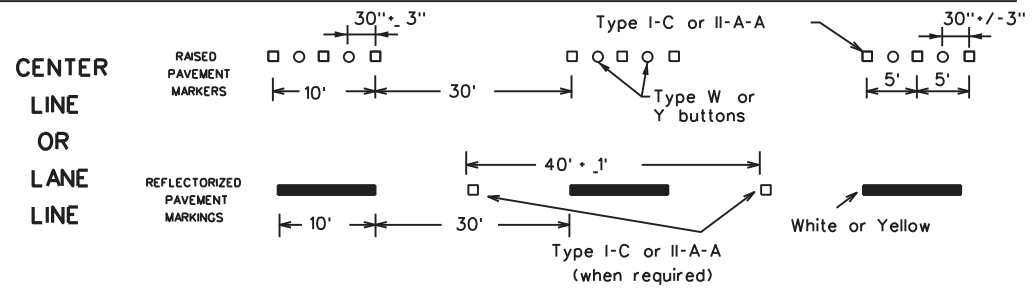 30"+_ 3"
Type I-C or II-A-A
30"+/-3"
CENTER
LINE
OR
LANE
LINE
RAISED
PAVEMENT
MARKERS
10'
30'
Type W or
Y buttons
5'
5'
40' + _1'
REFLECTORIZED
PAVEMENT
MARKINGS
10'
30'
Type I-C or II-A-A
(when required)
White or Yellow